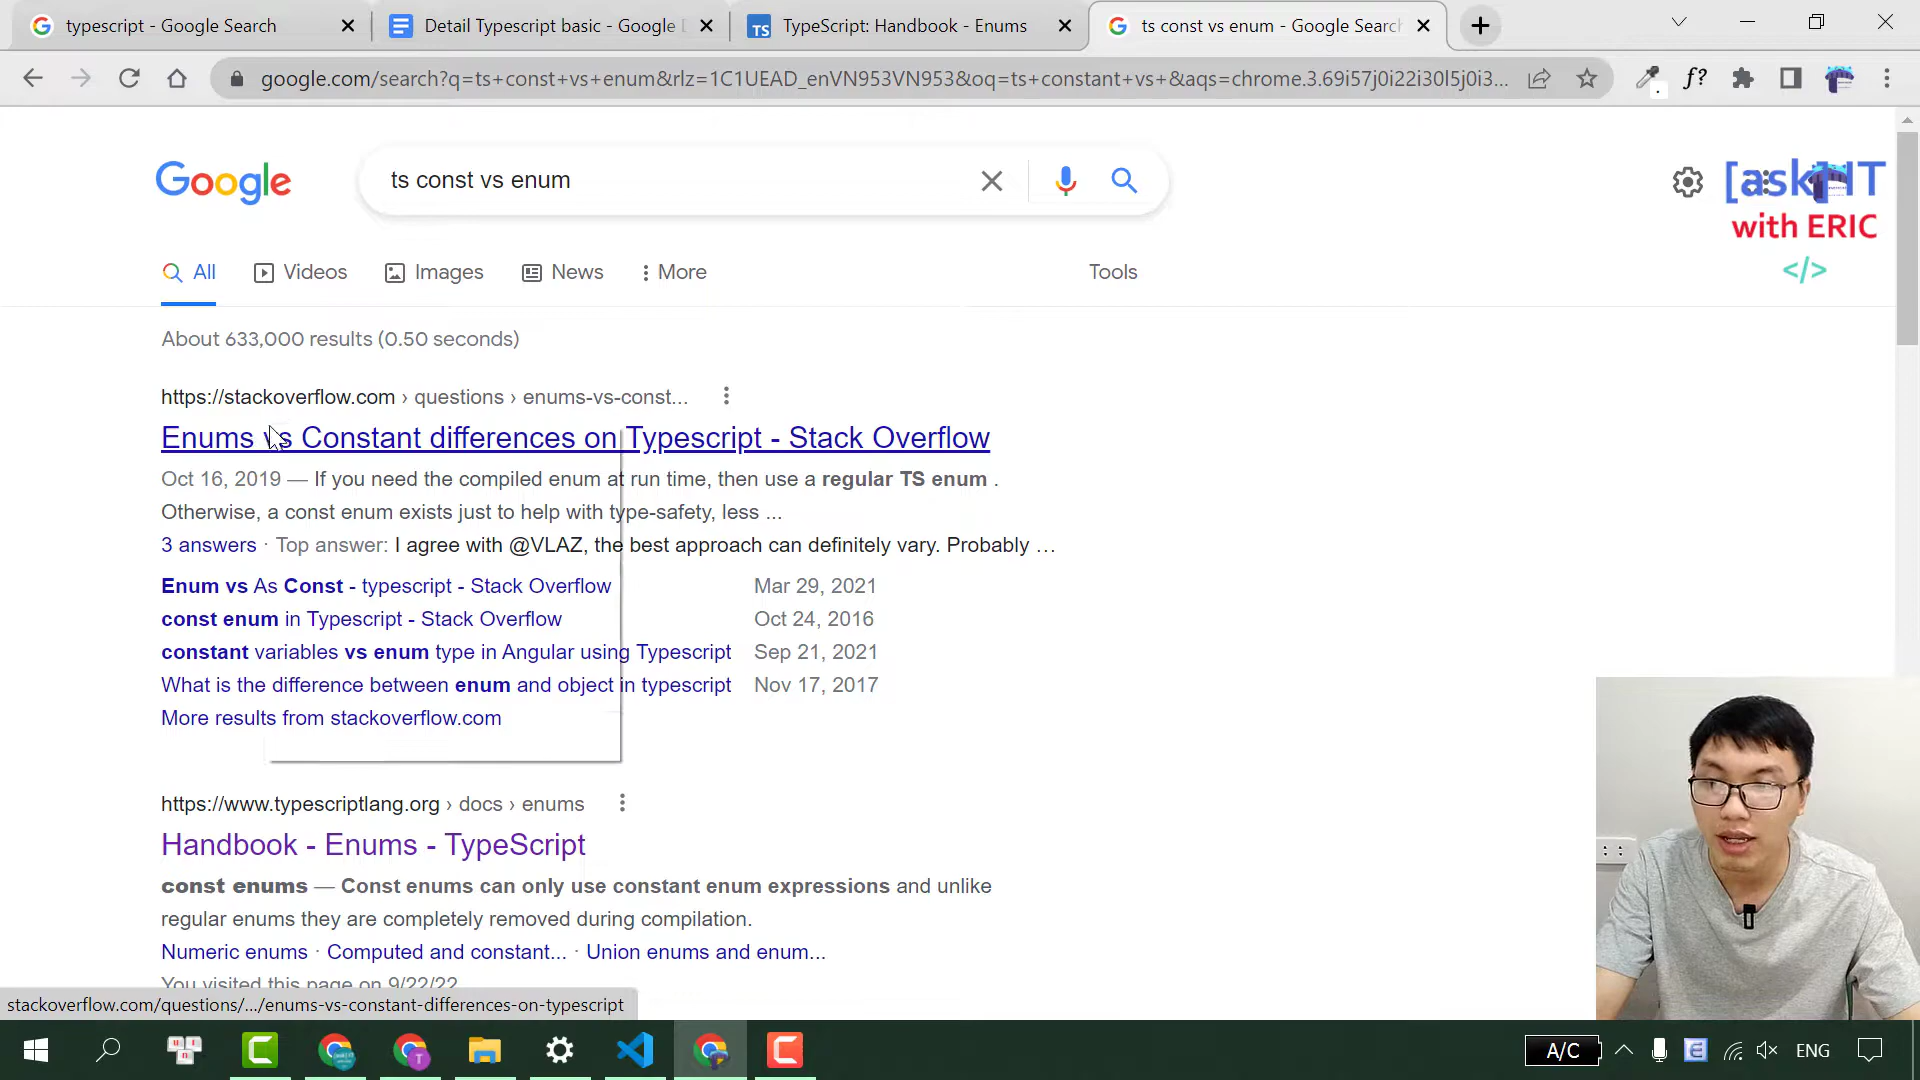 typescript - Google Search
Detail Typescript basic - Google D
TS TypeScript: Handbook - Enums
ts const vs enum - Google Search
google.com/search?q=ts+const+vs+enum&rlz=1C1UEAD_enVN953VN953&oq=ts+constant+vs+&aqs=chrome.3.69i57j0i22i30l5j0i3...
f?
Google
ts const vs enum
[ask IT
with ERIC
</>
All
Videos
Images
News
More
Tools
About 633,000 results (0.50 seconds)
https://stackoverflow.com › questions › enums-vs-const...
Enums vs Constant differences on Typescript - Stack Overflow
Oct 16, 2019 — If you need the compiled enum at run time, then use a regular TS enum .
Otherwise, a const enum exists just to help with type-safety, less ...
3 answers · Top answer: I agree with @VLAZ, the best approach can definitely vary. Probably …
Enum vs As Const - typescript - Stack Overflow Mar 29, 2021
const enum in Typescript - Stack Overflow Oct 24, 2016
constant variables vs enum type in Angular using Typescript Sep 21, 2021
What is the difference between enum and object in typescript Nov 17, 2017
More results from stackoverflow.com
https://www.typescriptlang.org › docs › enums
Handbook - Enums - TypeScript
const enums — Const enums can only use constant enum expressions and unlike
regular enums they are completely removed during compilation.
Numeric enums · Computed and constant... · Union enums and enum...
You visited this page on 9/22/22.
stackoverflow.com/questions/.../enums-vs-constant-differences-on-typescript
A/C
ENG